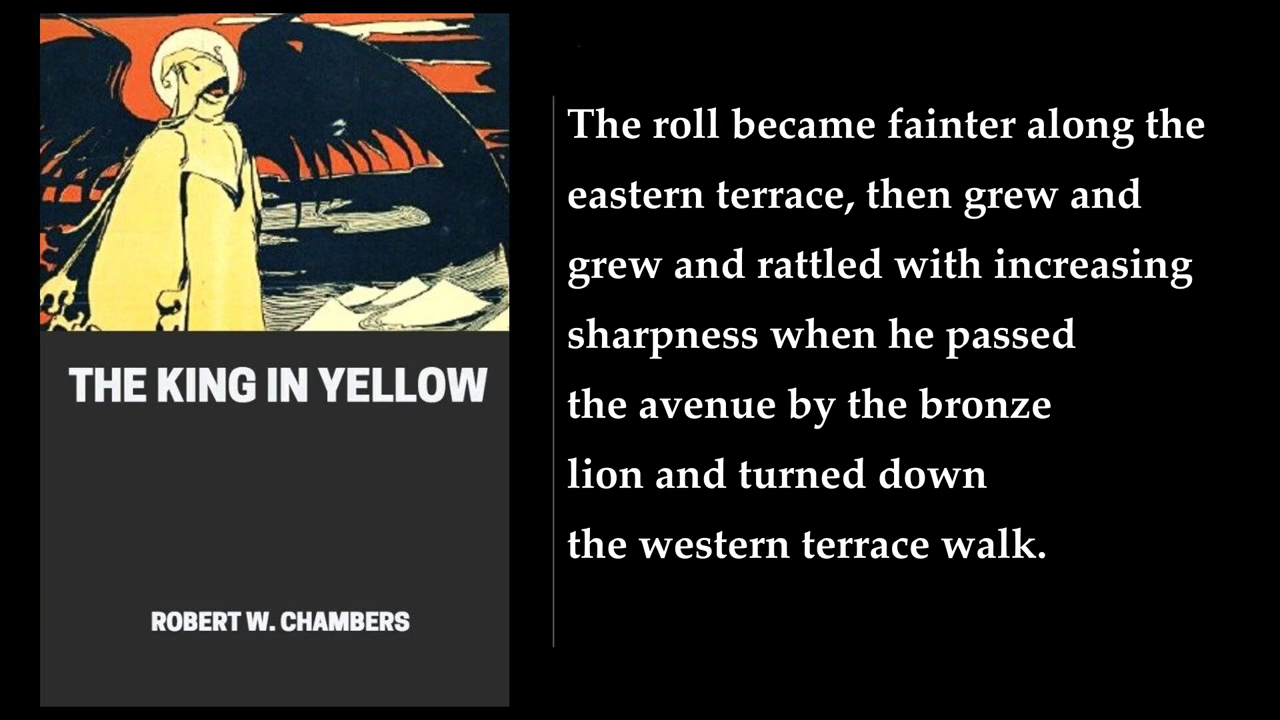 THE KING IN YELLOW
ROBERT W. CHAMBERS
The roll became fainter along the
eastern terrace, then grew and
grew and rattled with increasing
sharpness when he passed
the avenue by the bronze
lion and turned down
the western terrace walk.